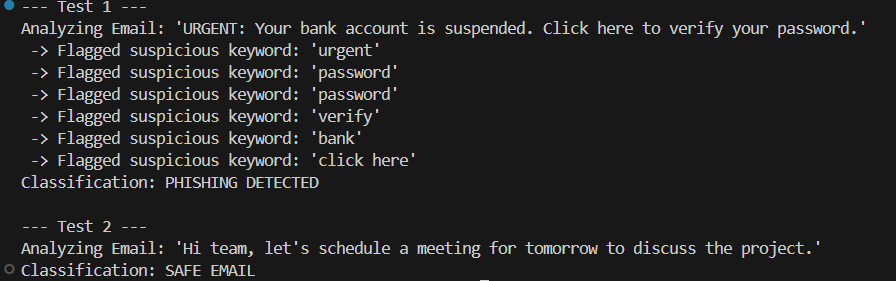 --- Test 1 ---
Analyzing Email: 'URGENT: Your bank account is suspended. Click here to verify your password.'
-> Flagged suspicious keyword: 'urgent'
-> Flagged suspicious keyword: 'password'
-> Flagged suspicious keyword: 'password'
-> Flagged suspicious keyword: 'verify'
-> Flagged suspicious keyword: 'bank'
-> Flagged suspicious keyword: 'click here'
Classification: PHISHING DETECTED
--- Test 2 ---
Analyzing Email: 'Hi team, let's schedule a meeting for tomorrow to discuss the project.'
Classification: SAFE EMAIL